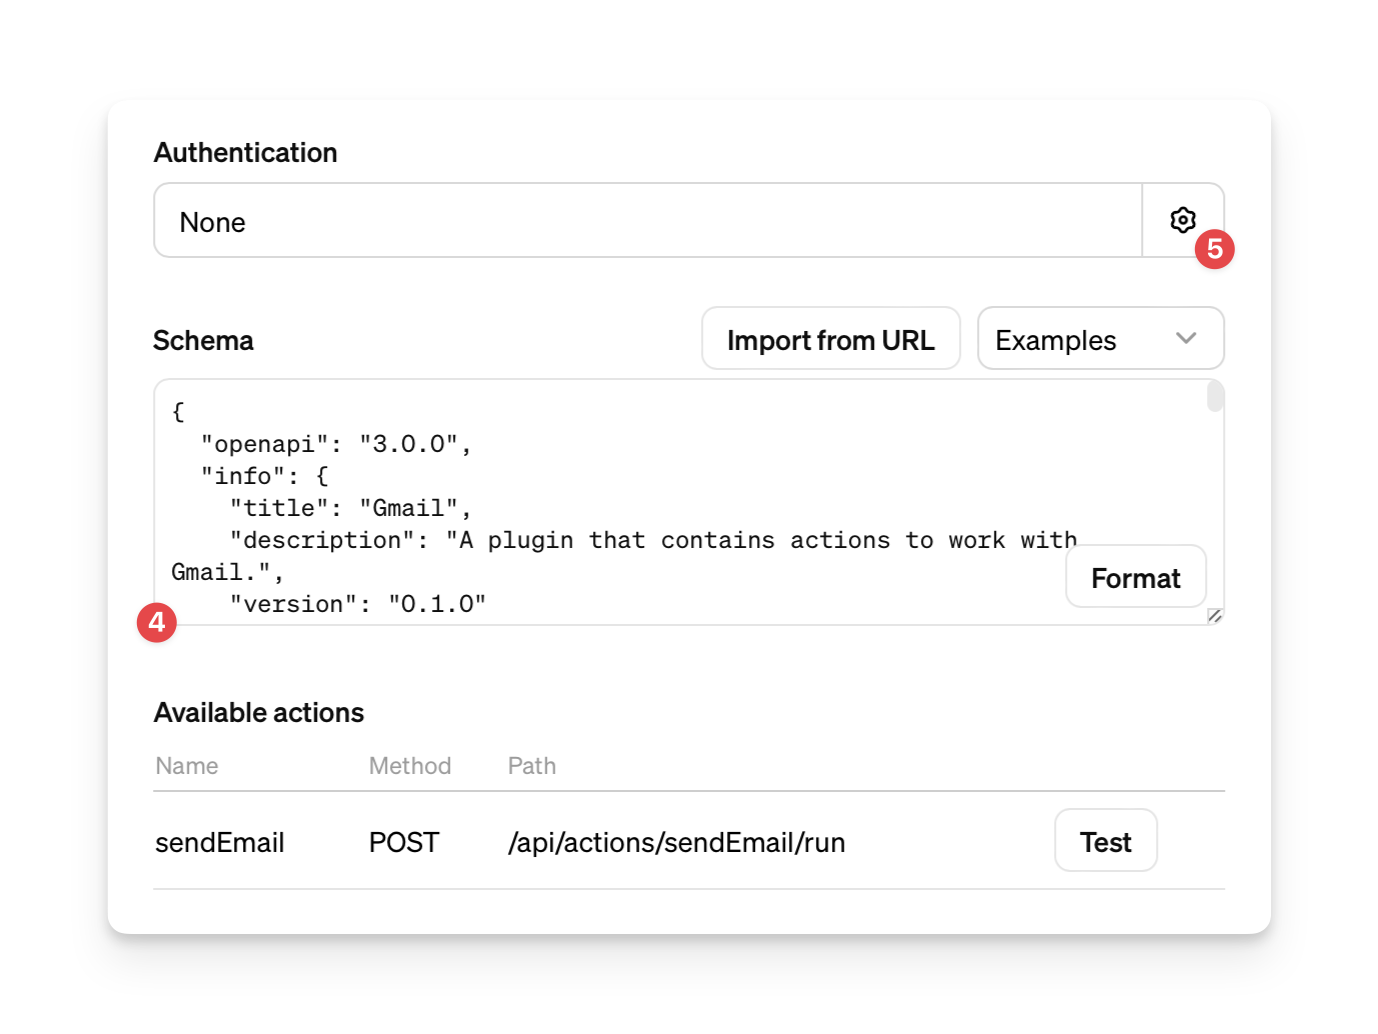 Authentication
None
5
Schema
Import from URL
Examples
{
  "openapi": "3.0.0",
  "info": {
    "title": "Gmail",
    "description": "A plugin that contains actions to work with
Gmail.",
    "version": "0.1.0"
Format
4
Available actions
Name Method Path
sendEmail POST /api/actions/sendEmail/run Test